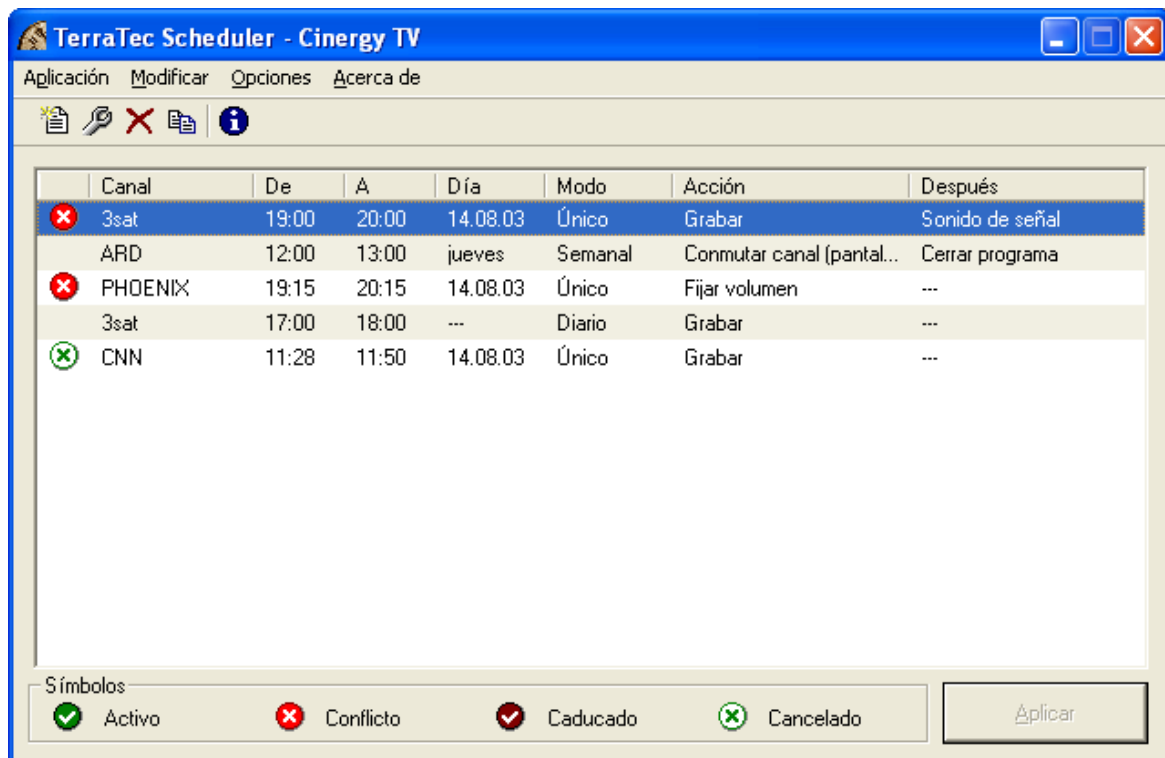 TerraTec Scheduler - Cinergy TV
Aplicación Modificar Opciones Acerca de
Canal De A Día Modo Acción Después
3sat 19:00 20:00 14.08.03 Único Grabar Sonido de señal
ARD 12:00 13:00 jueves Semanal Conmutar canal (pantal... Cerrar programa
PHOENIX 19:15 20:15 14.08.03 Único Fijar volumen ---
3sat 17:00 18:00 --- Diario Grabar ---
CNN 11:28 11:50 14.08.03 Único Grabar ---
Símbolos
Activo Conflicto Caducado Cancelado Aplicar